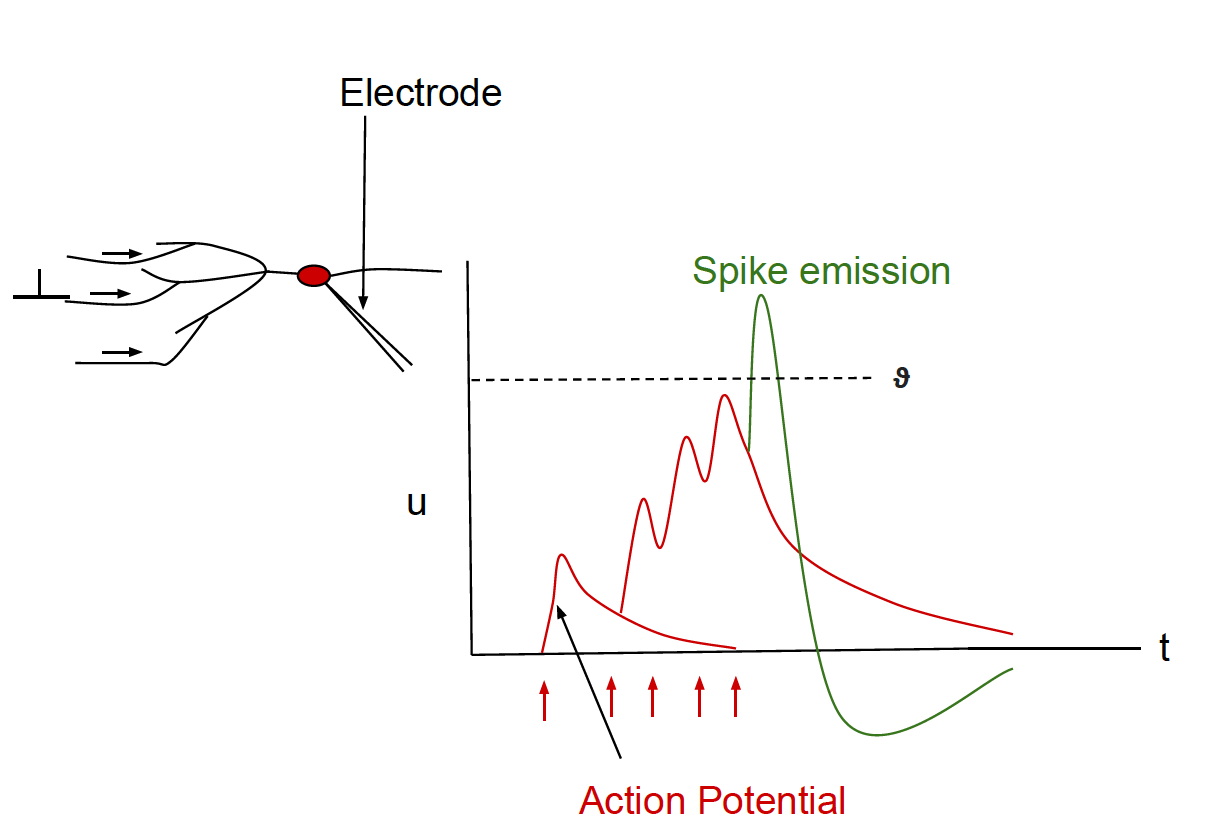 Electrode
Spike emission
ϑ
u
t
Action Potential